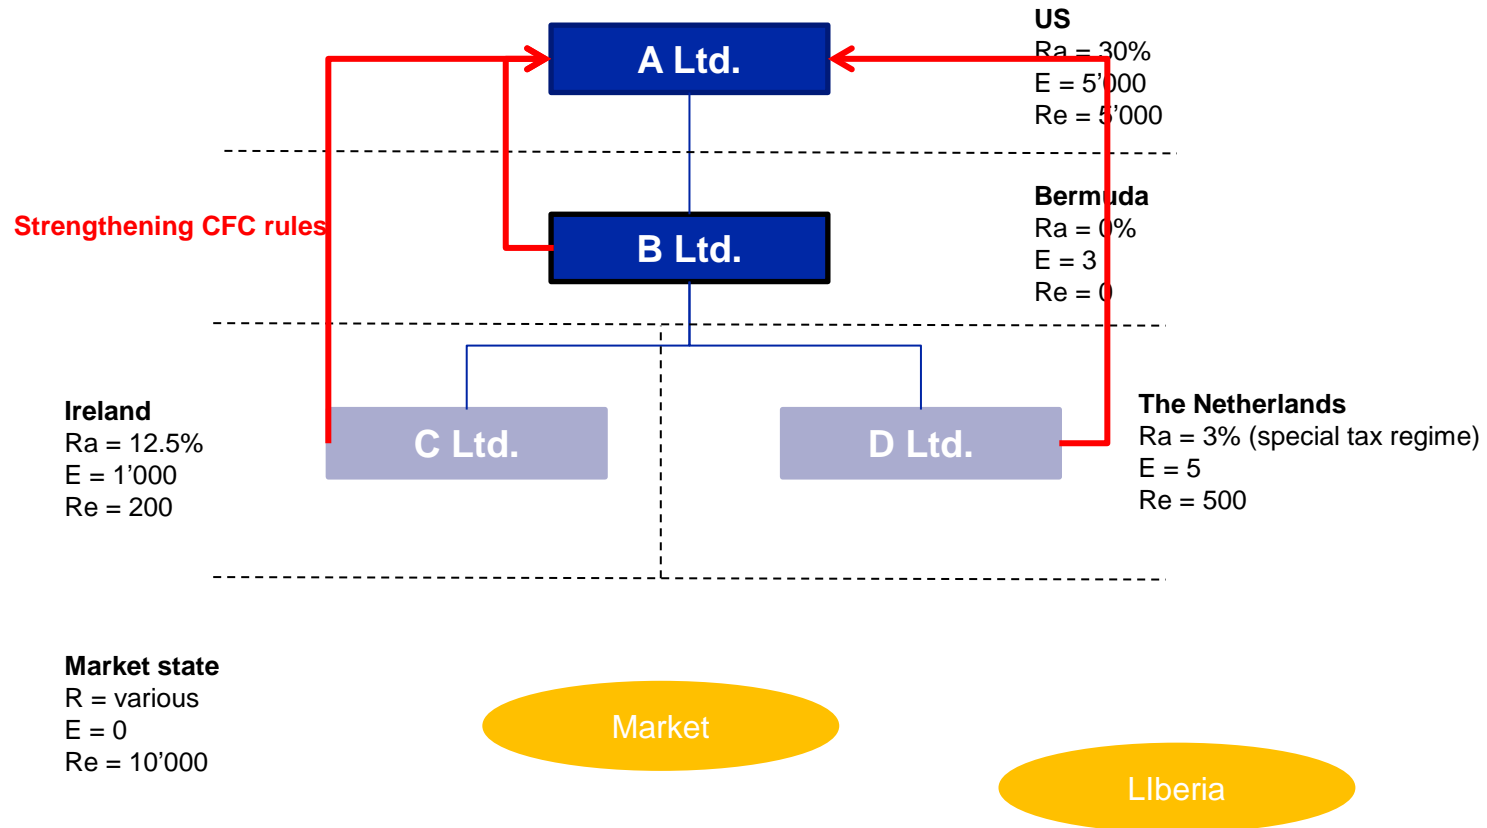 US
Ra = 30%
E = 5’000
Re = 5’000
A Ltd.
Bermuda
Ra = 0%
E = 3
Re = 0
Strengthening CFC rules
B Ltd.
Ireland
Ra = 12.5%
E = 1’000
Re = 200
C Ltd.
D Ltd.
The Netherlands
Ra = 3% (special tax regime)
E = 5
Re = 500
Market state
R = various
E = 0
Re = 10’000
Market
LIberia